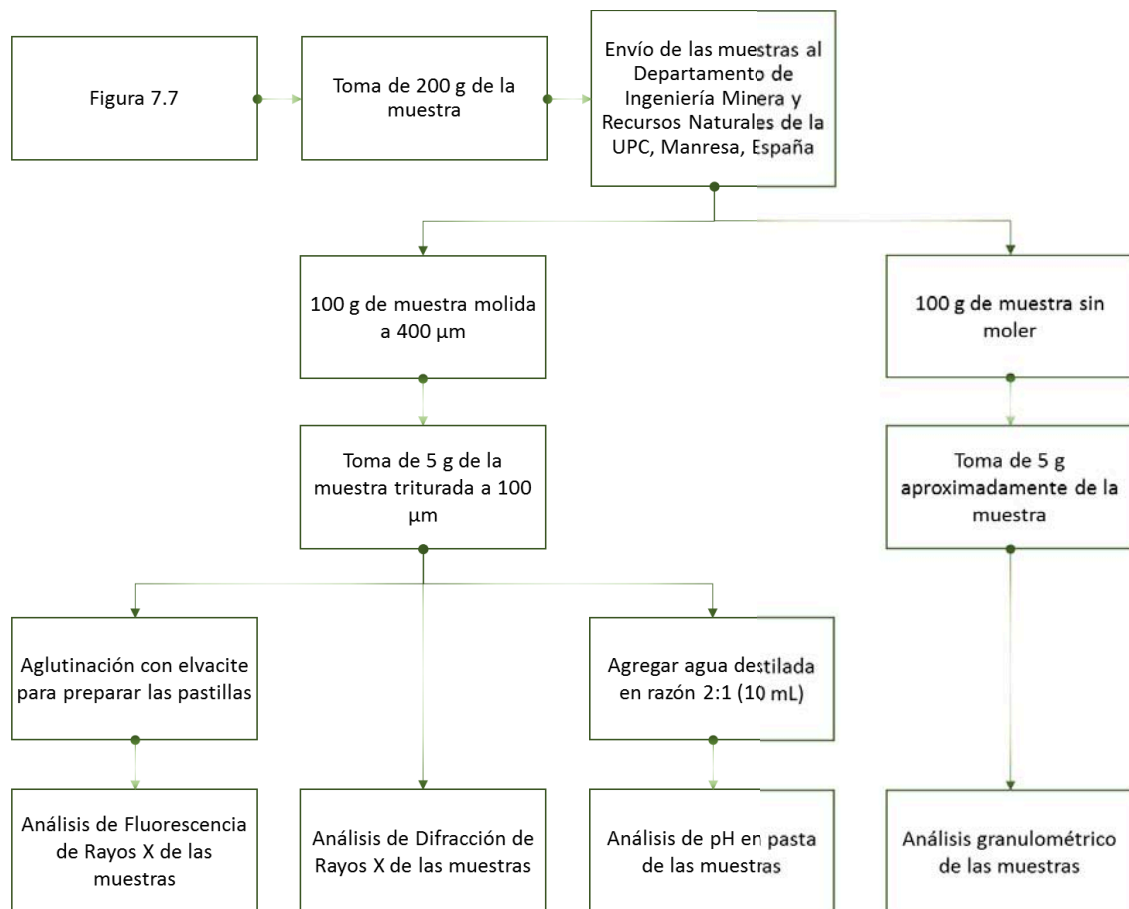 Figura 7.7
Toma de 200 g de la
muestra
Envío de las muestras al
Departamento de
Ingeniería Minera y
Recursos Naturales de la
UPC, Manresa, España
100 g de muestra molida
a 400 µm
100 g de muestra sin
moler
Toma de 5 g de la
muestra triturada a 100
µm
Toma de 5 g
aproximadamente de la
muestra
Aglutinación con elvacite
para preparar las pastillas
Agregar agua destilada
en razón 2:1 (10 mL)
Análisis de Fluorescencia
de Rayos X de las
muestras
Análisis de Difracción de
Rayos X de las muestras
Análisis de pH en pasta
de las muestras
Análisis granulométrico
de las muestras